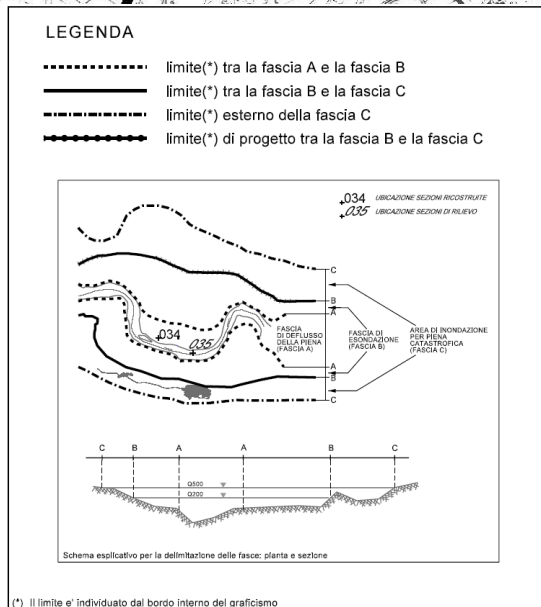 LEGENDA
limite(*) tra la fascia A e la fascia B
limite(*) tra la fascia B e la fascia C
limite(*) esterno della fascia C
limite(*) di progetto tra la fascia B e la fascia C
034 UBICAZIONE SEZIONI RICOSTRUITE
035 UBICAZIONE SEZIONI DI RILIEVO
C
B
A
034
035
FASCIA
DI DEFLUSSO
DELLA PIENA
(FASCIA A)
FASCIA DI
ESONDAZIONE
(FASCIA B)
AREA DI INONDAZIONE
PER PIENA
CATASTROFICA
(FASCIA C)
A
B
C
C B A A B C
Q500
Q200
Schema esplicativo per la delimitazione delle fasce: planta e sezione
(*) Il limite e' individuato dal bordo interno del graficismo